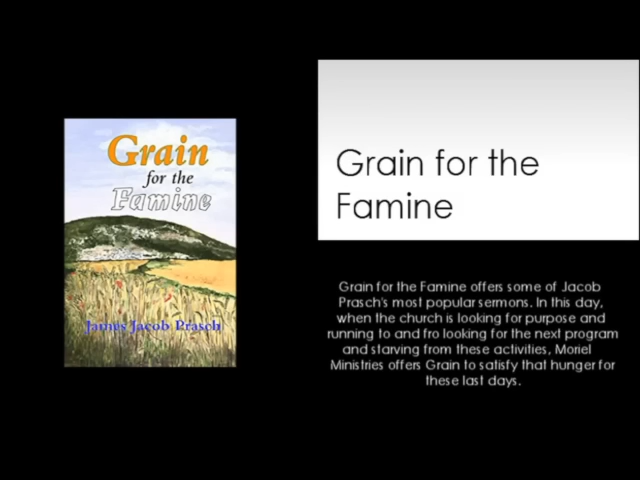 Grain
for the
Famine
James Jacob Prasch
Grain for the
Famine
Grain for the Famine offers some of Jacob
Prasch's most popular sermons. In this day,
when the church is looking for purpose and
running to and fro looking for the next program
and starving from these activities, Moriel
Ministries offers Grain to satisfy that hunger for
these last days.